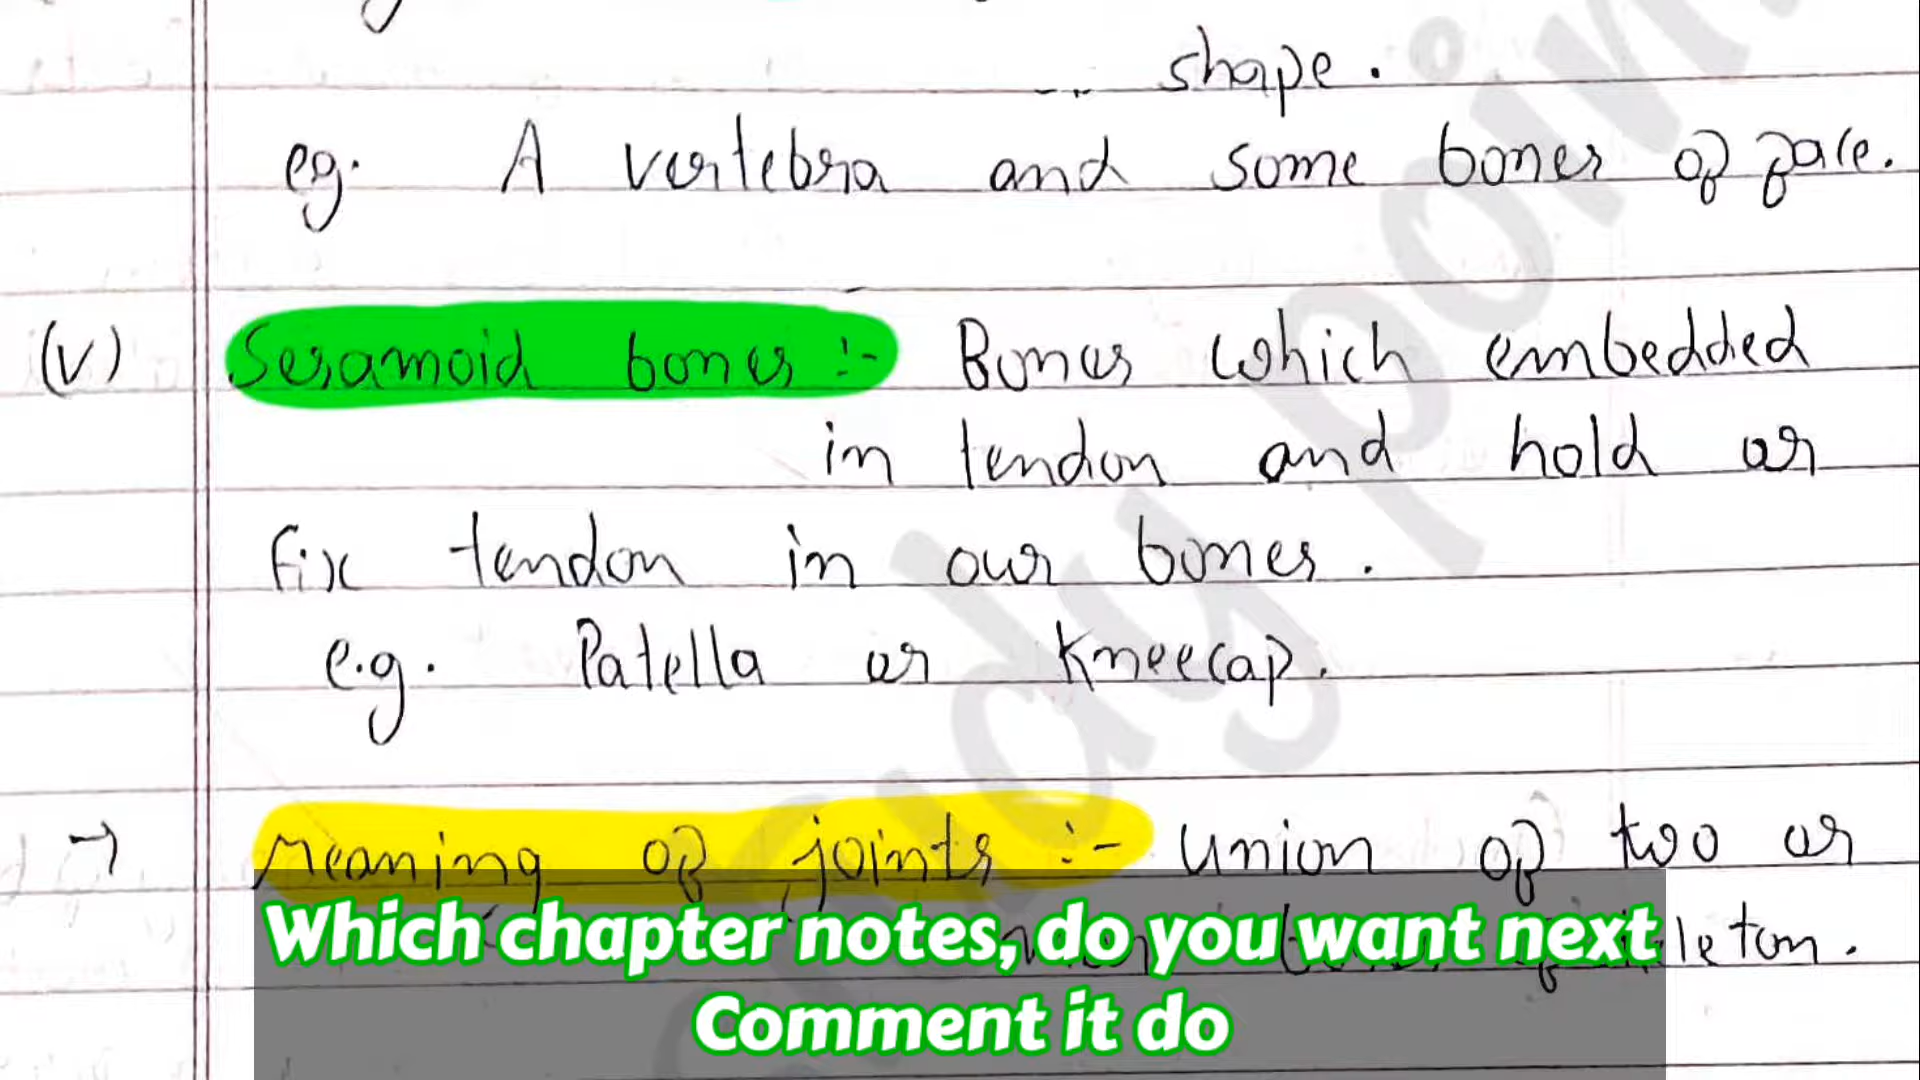 shape.
eg. A vertebra and some bones of face.
(v) Sesamoid bones :- Bones which embedded
in tendon and hold or
fix tendon in our bones.
e.g. Patella or Kneecap.
→ Meaning of joints :- Union of two or
leton.
Which chapter notes, do you want next
Comment it do